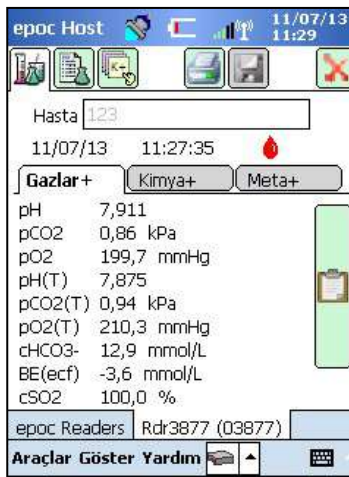 epoc Host 11/07/13 11:29
Hasta 123
11/07/13 11:27:35
Gazlar+ Kimya+ Meta+
pH 7,911
pCO2 0,86 kPa
pO2 199,7 mmHg
pH(T) 7,875
pCO2(T) 0,94 kPa
pO2(T) 210,3 mmHg
cHCO3- 12,9 mmol/L
BE(ecf) -3,6 mmol/L
cSO2 100,0 %
epoc Readers Rdr3877 (03877)
Araçlar Göster Yardım